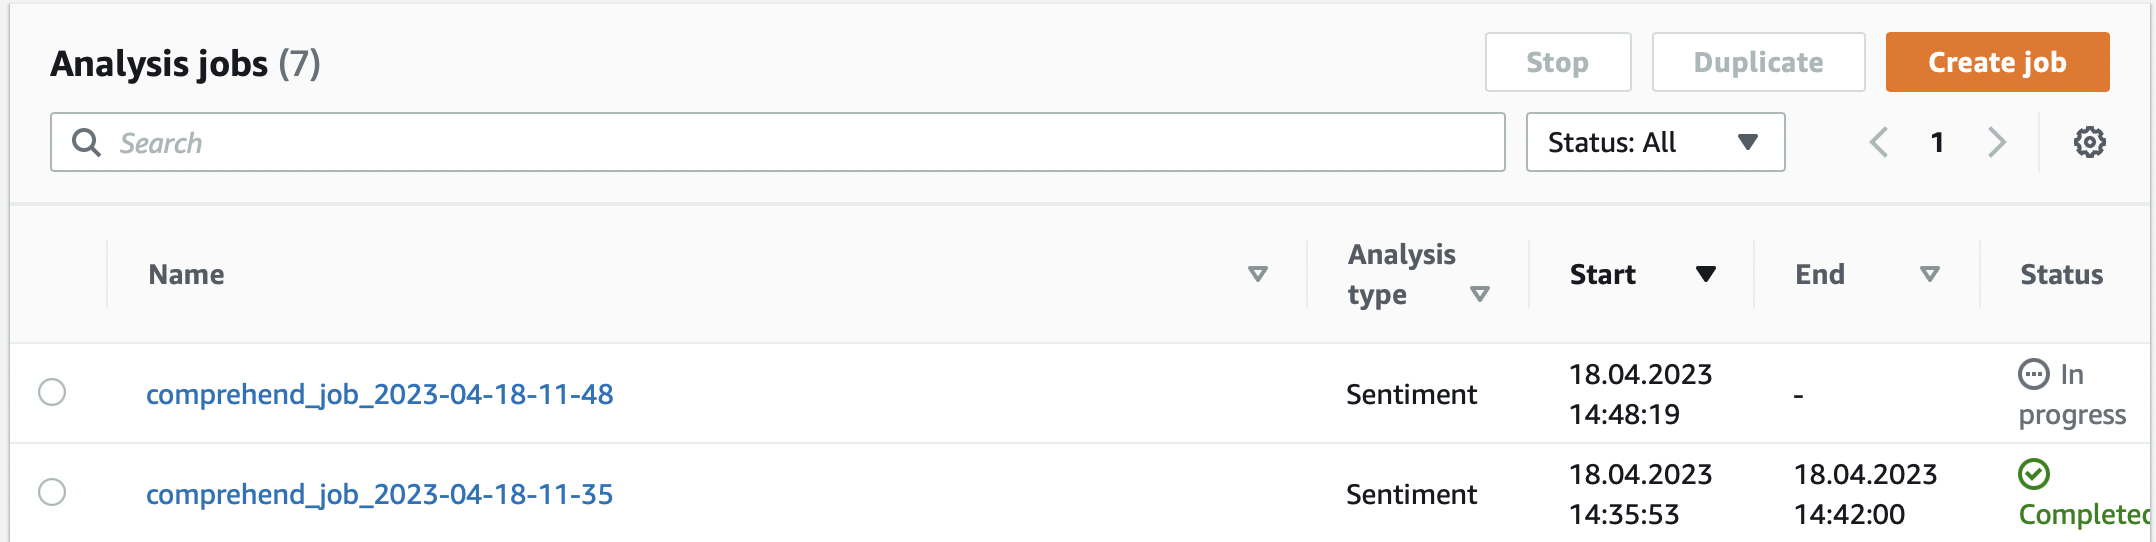 Analysis jobs (7)
Stop
Duplicate
Create job
Search
Status: All
1
Name
Analysis
type
Start
End
Status
comprehend_job_2023-04-18-11-48
Sentiment
18.04.2023
14:48:19
-
In
progress
comprehend_job_2023-04-18-11-35
Sentiment
18.04.2023
14:35:53
18.04.2023
14:42:00
Completed